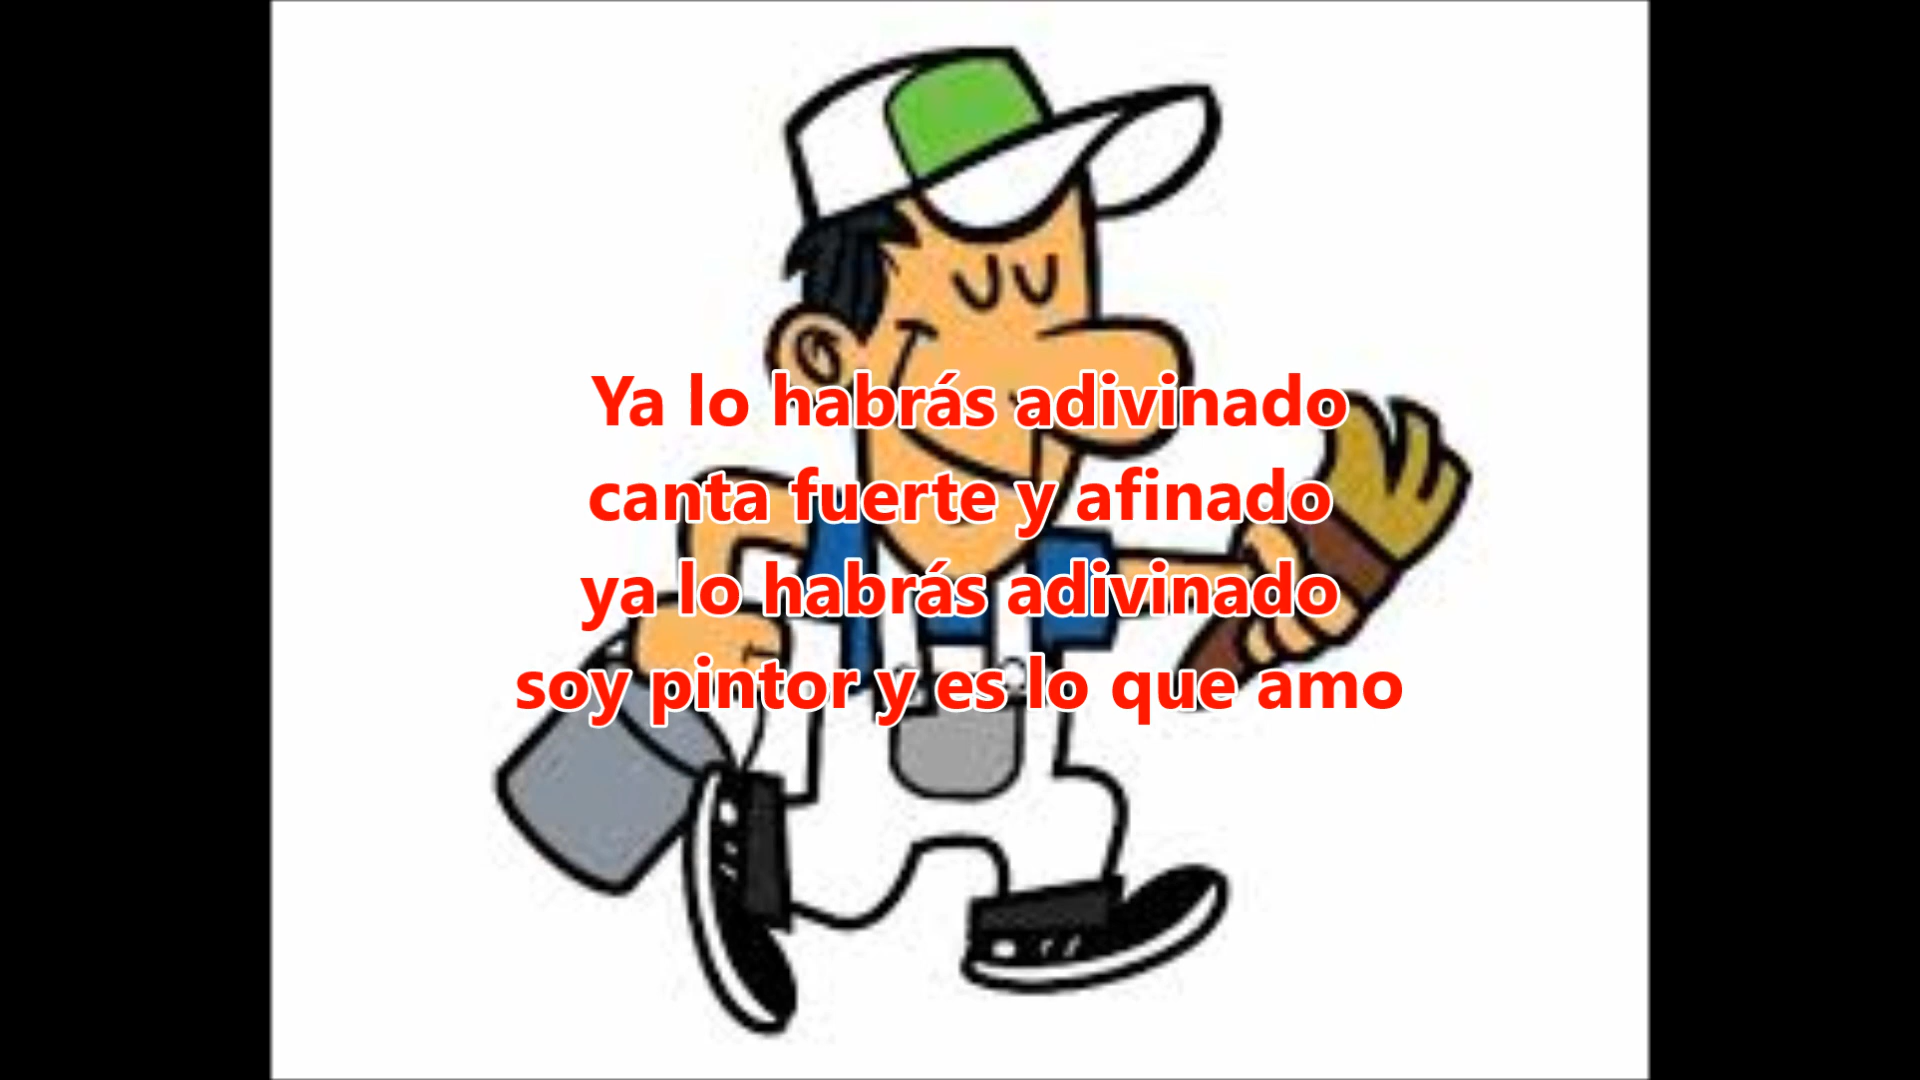 Ya lo habrás adivinado
canta fuerte y afinado
ya lo habrás adivinado
soy pintor y es lo que amo